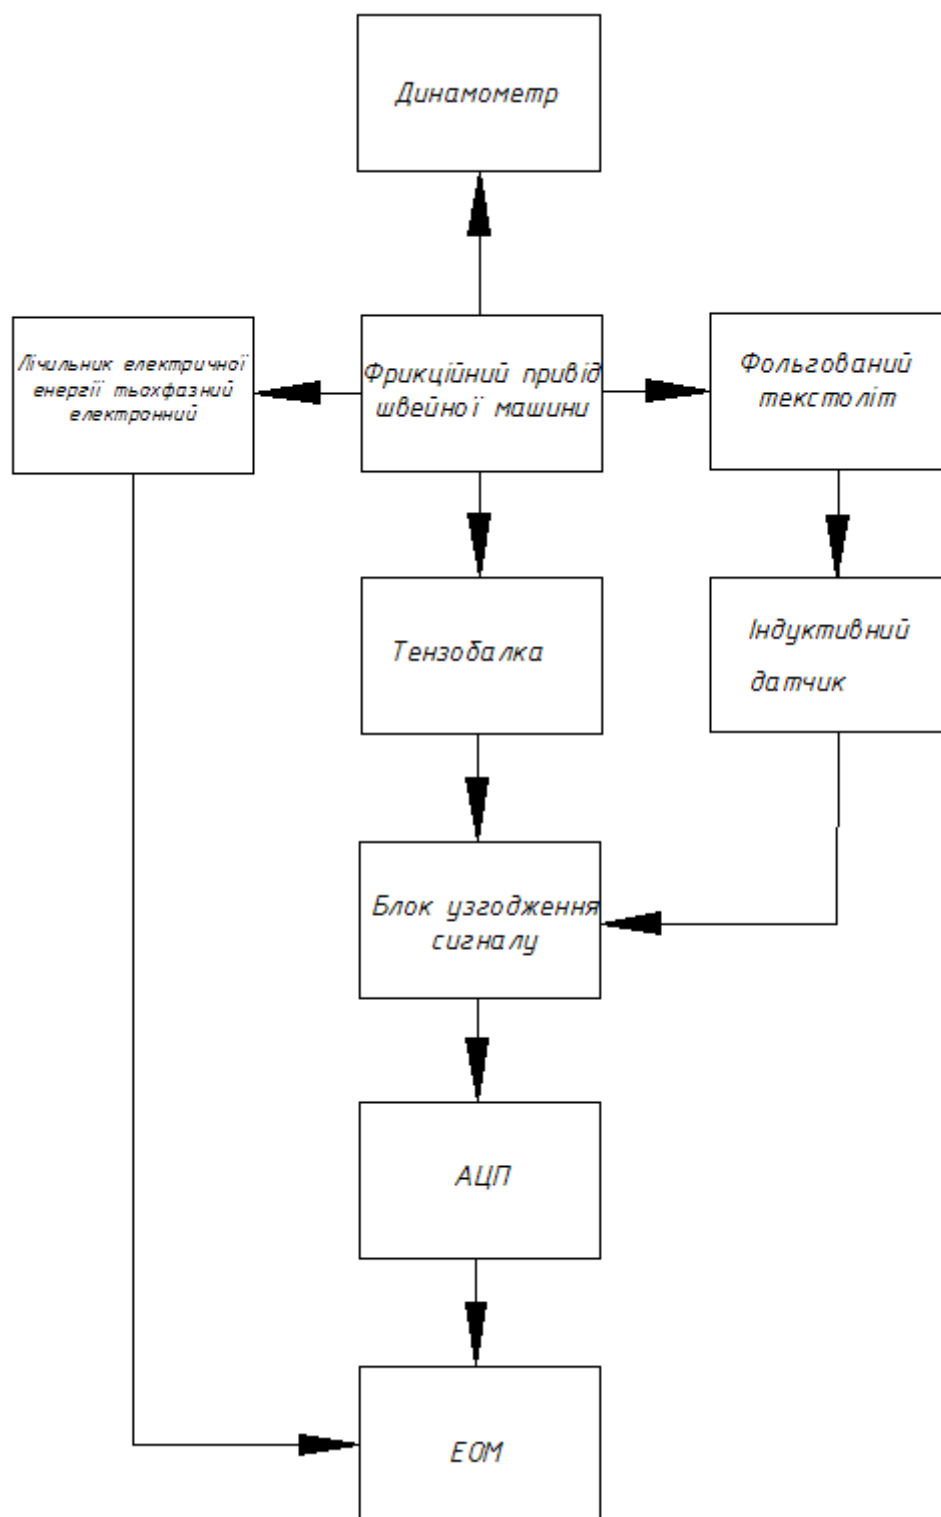 Динамометр
Лічильник електричної
енергії тьохфазний
електронний
Фрикційний привід
швейної машини
Фольгований
текстоліт
Тензобалка
Індуктивний
датчик
Блок узгодження
сигналу
АЦП
ЕОМ